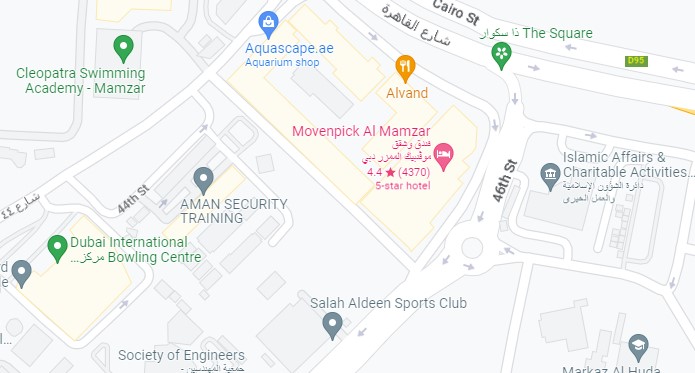 Cairo St
شارع القاهرة
Aquascape.ae
Aquarium shop
The Square ذا سكوار
D95
Cleopatra Swimming
Academy - Mamzar
Alvand
Movenpick Al Mamzar
فندق وشقق
موڤنبيك الممزر دبي
4.4 ★ (4370)
5-star hotel
46th St
Islamic Affairs &
Charitable Activities...
دائرة الشؤون الإسلامية
والعمل الخيري
44th St
شارع ٤٤
AMAN SECURITY
TRAINING
Dubai International
Bowling Centre
مركز...
Salah Aldeen Sports Club
Society of Engineers
جمعية المهندسين -
Markaz Al Huda